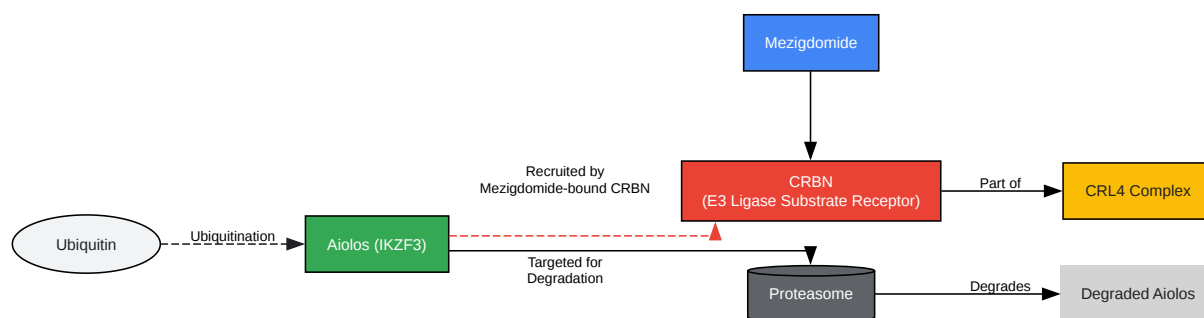 Mezigdomide
Recruited by
Mezigdomide-bound CRBN
CRBN
(E3 Ligase Substrate Receptor)
Part of
CRL4 Complex
Ubiquitin
Ubiquitination
Aiolos (IKZF3)
Targeted for
Degradation
Proteasome
Degrades
Degraded Aiolos